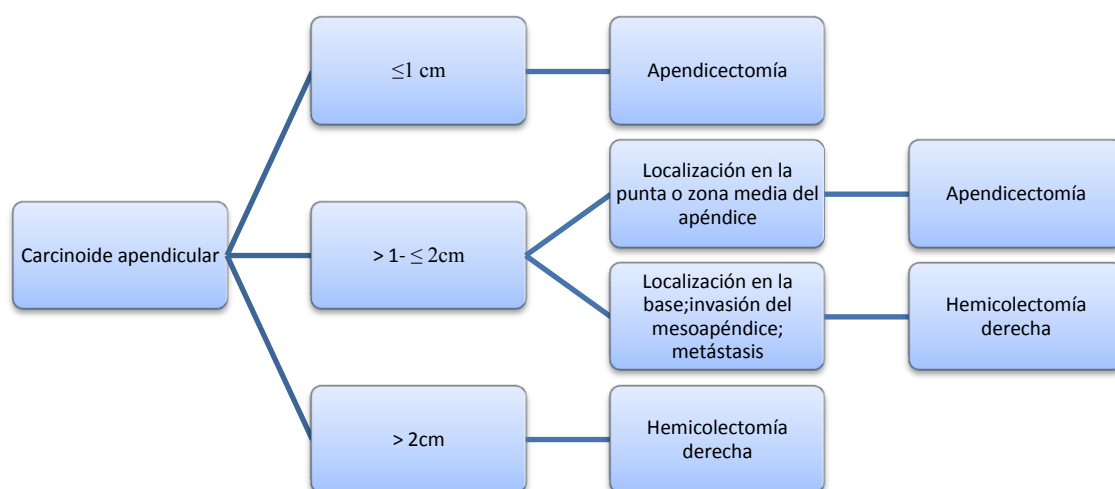 Carcinoide apendicular
≤1 cm
Apendicectomía
> 1- ≤ 2cm
Localización en la
punta o zona media del
apéndice
Apendicectomía
Localización en la
base;invasión del
mesoapéndice;
metástasis
Hemicolectomía
derecha
> 2cm
Hemicolectomía
derecha